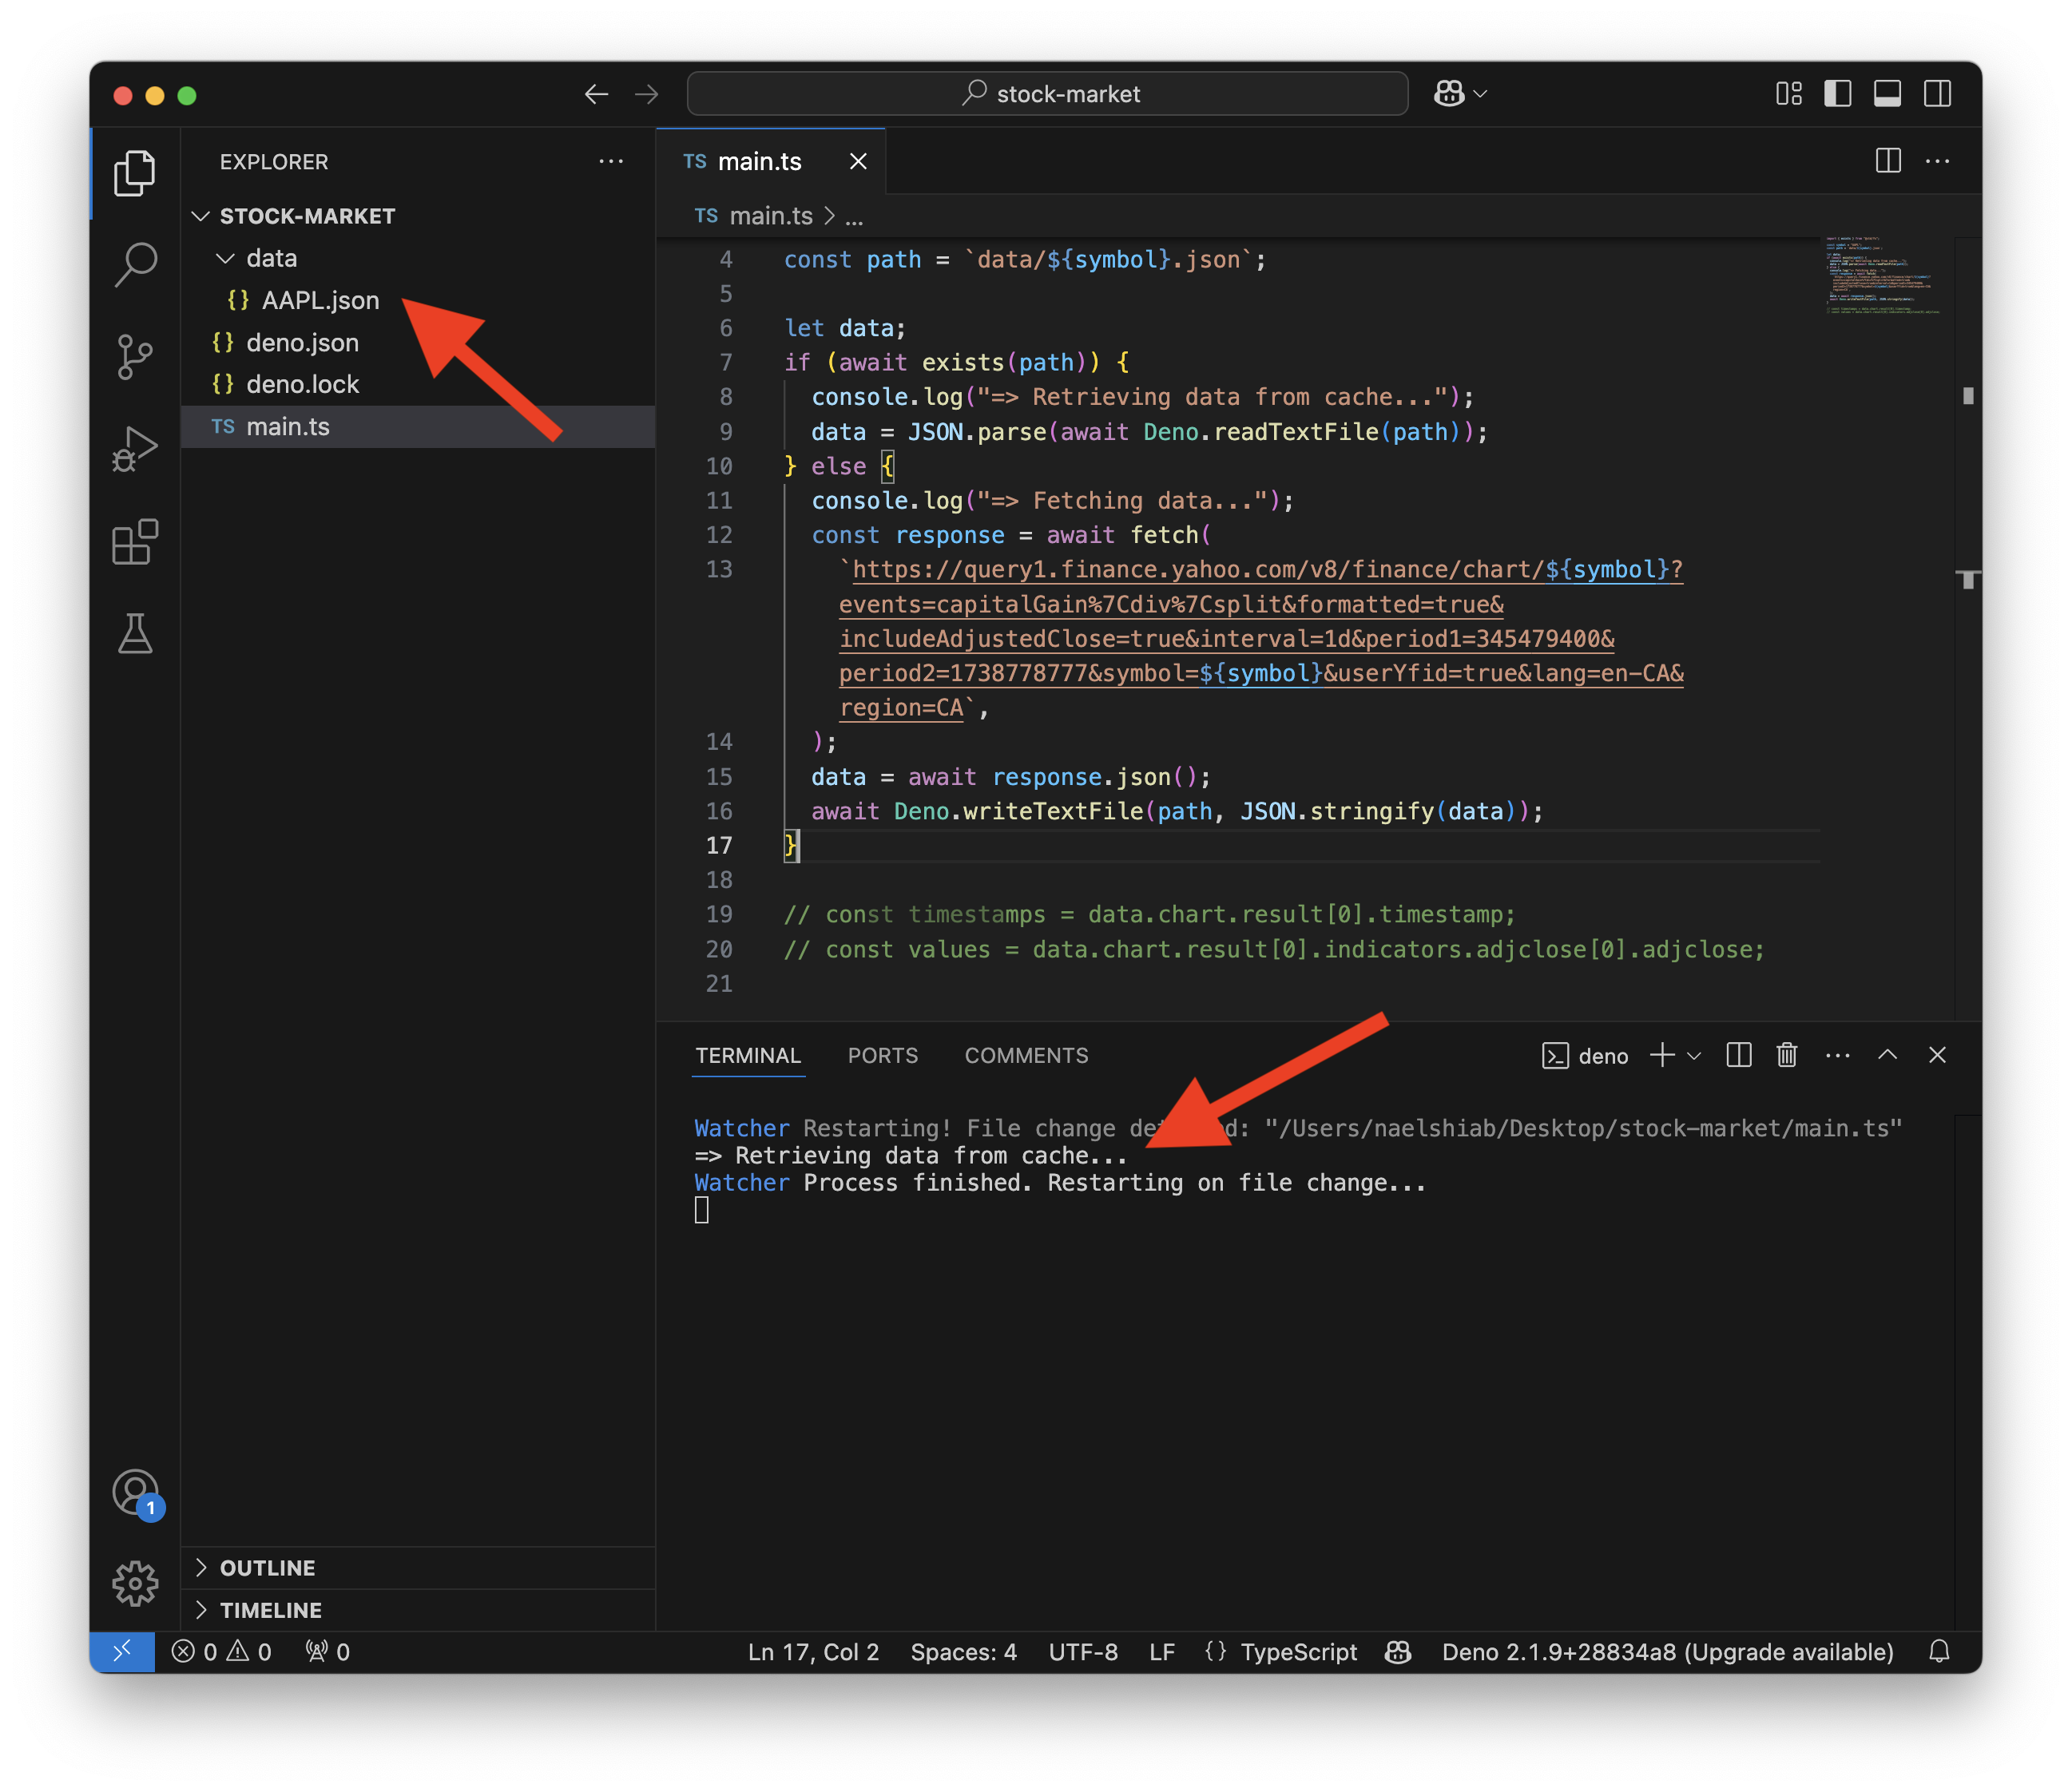 stock-market
EXPLORER
STOCK-MARKET
data
{} AAPL.json
{} deno.json
{} deno.lock
TS main.ts
OUTLINE
TIMELINE
TS main.ts
TS main.ts > ...
4 const path = `data/${symbol}.json`;
5
6 let data;
7 if (await exists(path)) {
8 console.log("=> Retrieving data from cache...");
9 data = JSON.parse(await Deno.readTextFile(path));
10 } else {
11 console.log("=> Fetching data...");
12 const response = await fetch(
13 `https://query1.finance.yahoo.com/v8/finance/chart/${symbol}?
events=capitalGain%7Cdiv%7Csplit&formatted=true&
includeAdjustedClose=true&interval=1d&period1=345479400&
period2=1738778777&symbol=${symbol}&userYfid=true&lang=en-CA&
region=CA`,
14 );
15 data = await response.json();
16 await Deno.writeTextFile(path, JSON.stringify(data));
17 }
18
19 // const timestamps = data.chart.result[0].timestamp;
20 // const values = data.chart.result[0].indicators.adjclose[0].adjclose;
21
TERMINAL PORTS COMMENTS deno
Watcher Restarting! File change "/Users/naelshiab/Desktop/stock-market/main.ts"
=> Retrieving data from cache...
Watcher Process finished. Restarting on file change...
1
0 0 0 Ln 17, Col 2 Spaces: 4 UTF-8 LF {} TypeScript Deno 2.1.9+28834a8 (Upgrade available)